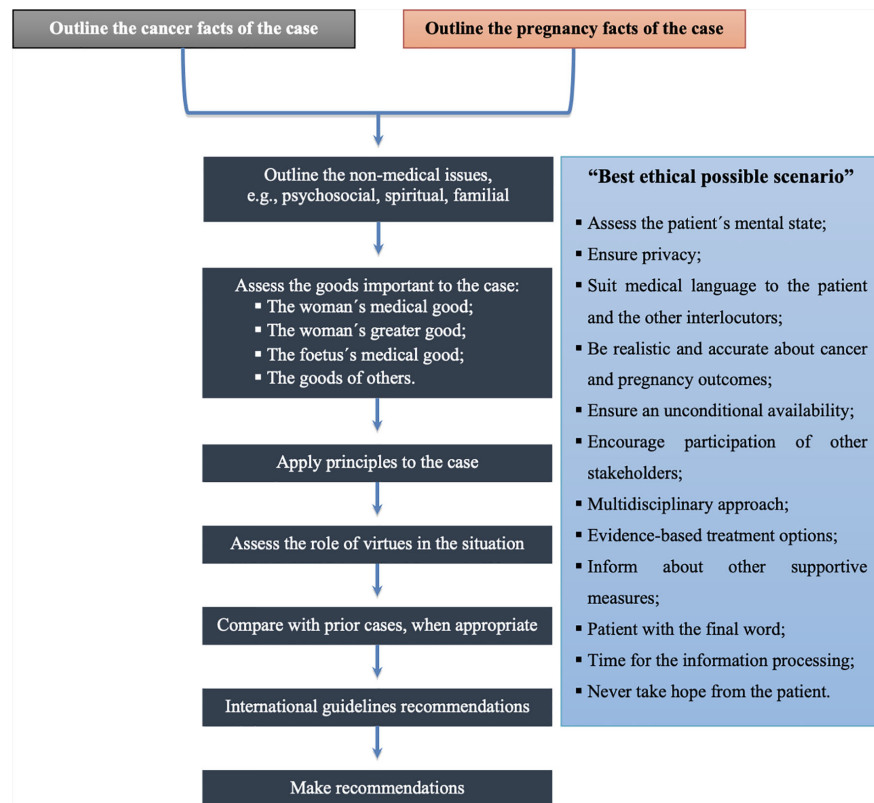 Outline the cancer facts of the case
Outline the pregnancy facts of the case
Outline the non-medical issues,
e.g., psychosocial, spiritual, familial
Assess the goods important to the case:
▪ The woman´s medical good;
▪ The woman´s greater good;
▪ The foetus´s medical good;
▪ The goods of others.
Apply principles to the case
Assess the role of virtues in the situation
Compare with prior cases, when appropriate
International guidelines recommendations
Make recommendations
“Best ethical possible scenario”
▪ Assess the patient´s mental state;
▪ Ensure privacy;
▪ Suit medical language to the patient
and the other interlocutors;
▪ Be realistic and accurate about cancer
and pregnancy outcomes;
▪ Ensure an unconditional availability;
▪ Encourage participation of other
stakeholders;
▪ Multidisciplinary approach;
▪ Evidence-based treatment options;
▪ Inform about other supportive
measures;
▪ Patient with the final word;
▪ Time for the information processing;
▪ Never take hope from the patient.